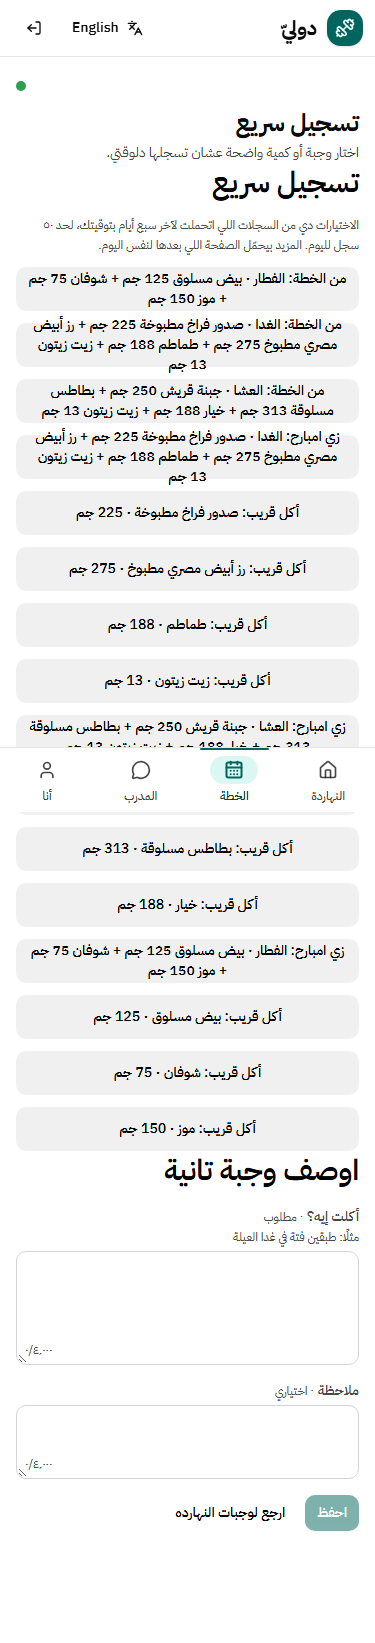 دوليّ
English
تسجيل سريع
اختار وجبة أو كمية واضحة عشان تسجلها دلوقتي.
تسجيل سريع
الاختيارات دي من السجلات اللي اتحملت لآخر سبع أيام بتوقيتك، لحد ٥٠
سجل لليوم. المزيد بيحمّل الصفحة اللي بعدها لنفس اليوم.
من الخطة: الفطار · بيض مسلوق 125 جم + شوفان 75 جم
+ موز 150 جم
من الخطة: الغدا · صدور فراخ مطبوخة 225 جم + رز أبيض
مصري مطبوخ 275 جم + طماطم 188 جم + زيت زيتون
13 جم
من الخطة: العشا · جبنة قريش 250 جم + بطاطس
مسلوقة 313 جم + خيار 188 جم + زيت زيتون 13 جم
زي امبارح: الغدا · صدور فراخ مطبوخة 225 جم + رز أبيض
مصري مطبوخ 275 جم + طماطم 188 جم + زيت زيتون
13 جم
أكل قريب: صدور فراخ مطبوخة · 225 جم
أكل قريب: رز أبيض مصري مطبوخ · 275 جم
أكل قريب: طماطم · 188 جم
أكل قريب: زيت زيتون · 13 جم
زي امبارح: العشا · جبنة قريش 250 جم + بطاطس مسلوقة
313 جم + خيار 188 جم + زيت زيتون 13 جم
النهاردة
الخطة
المدرب
أنا
أكل قريب: بطاطس مسلوقة · 313 جم
أكل قريب: خيار · 188 جم
زي امبارح: الفطار · بيض مسلوق 125 جم + شوفان 75 جم
+ موز 150 جم
أكل قريب: بيض مسلوق · 125 جم
أكل قريب: شوفان · 75 جم
أكل قريب: موز · 150 جم
اوصف وجبة تانية
أكلت إيه؟ · مطلوب
مثلًا: طبقين فتة في غدا العيلة
٠/٤٬٠٠٠
ملاحظة · اختياري
٠/٤٬٠٠٠
احفظ
ارجع لوجبات النهارده